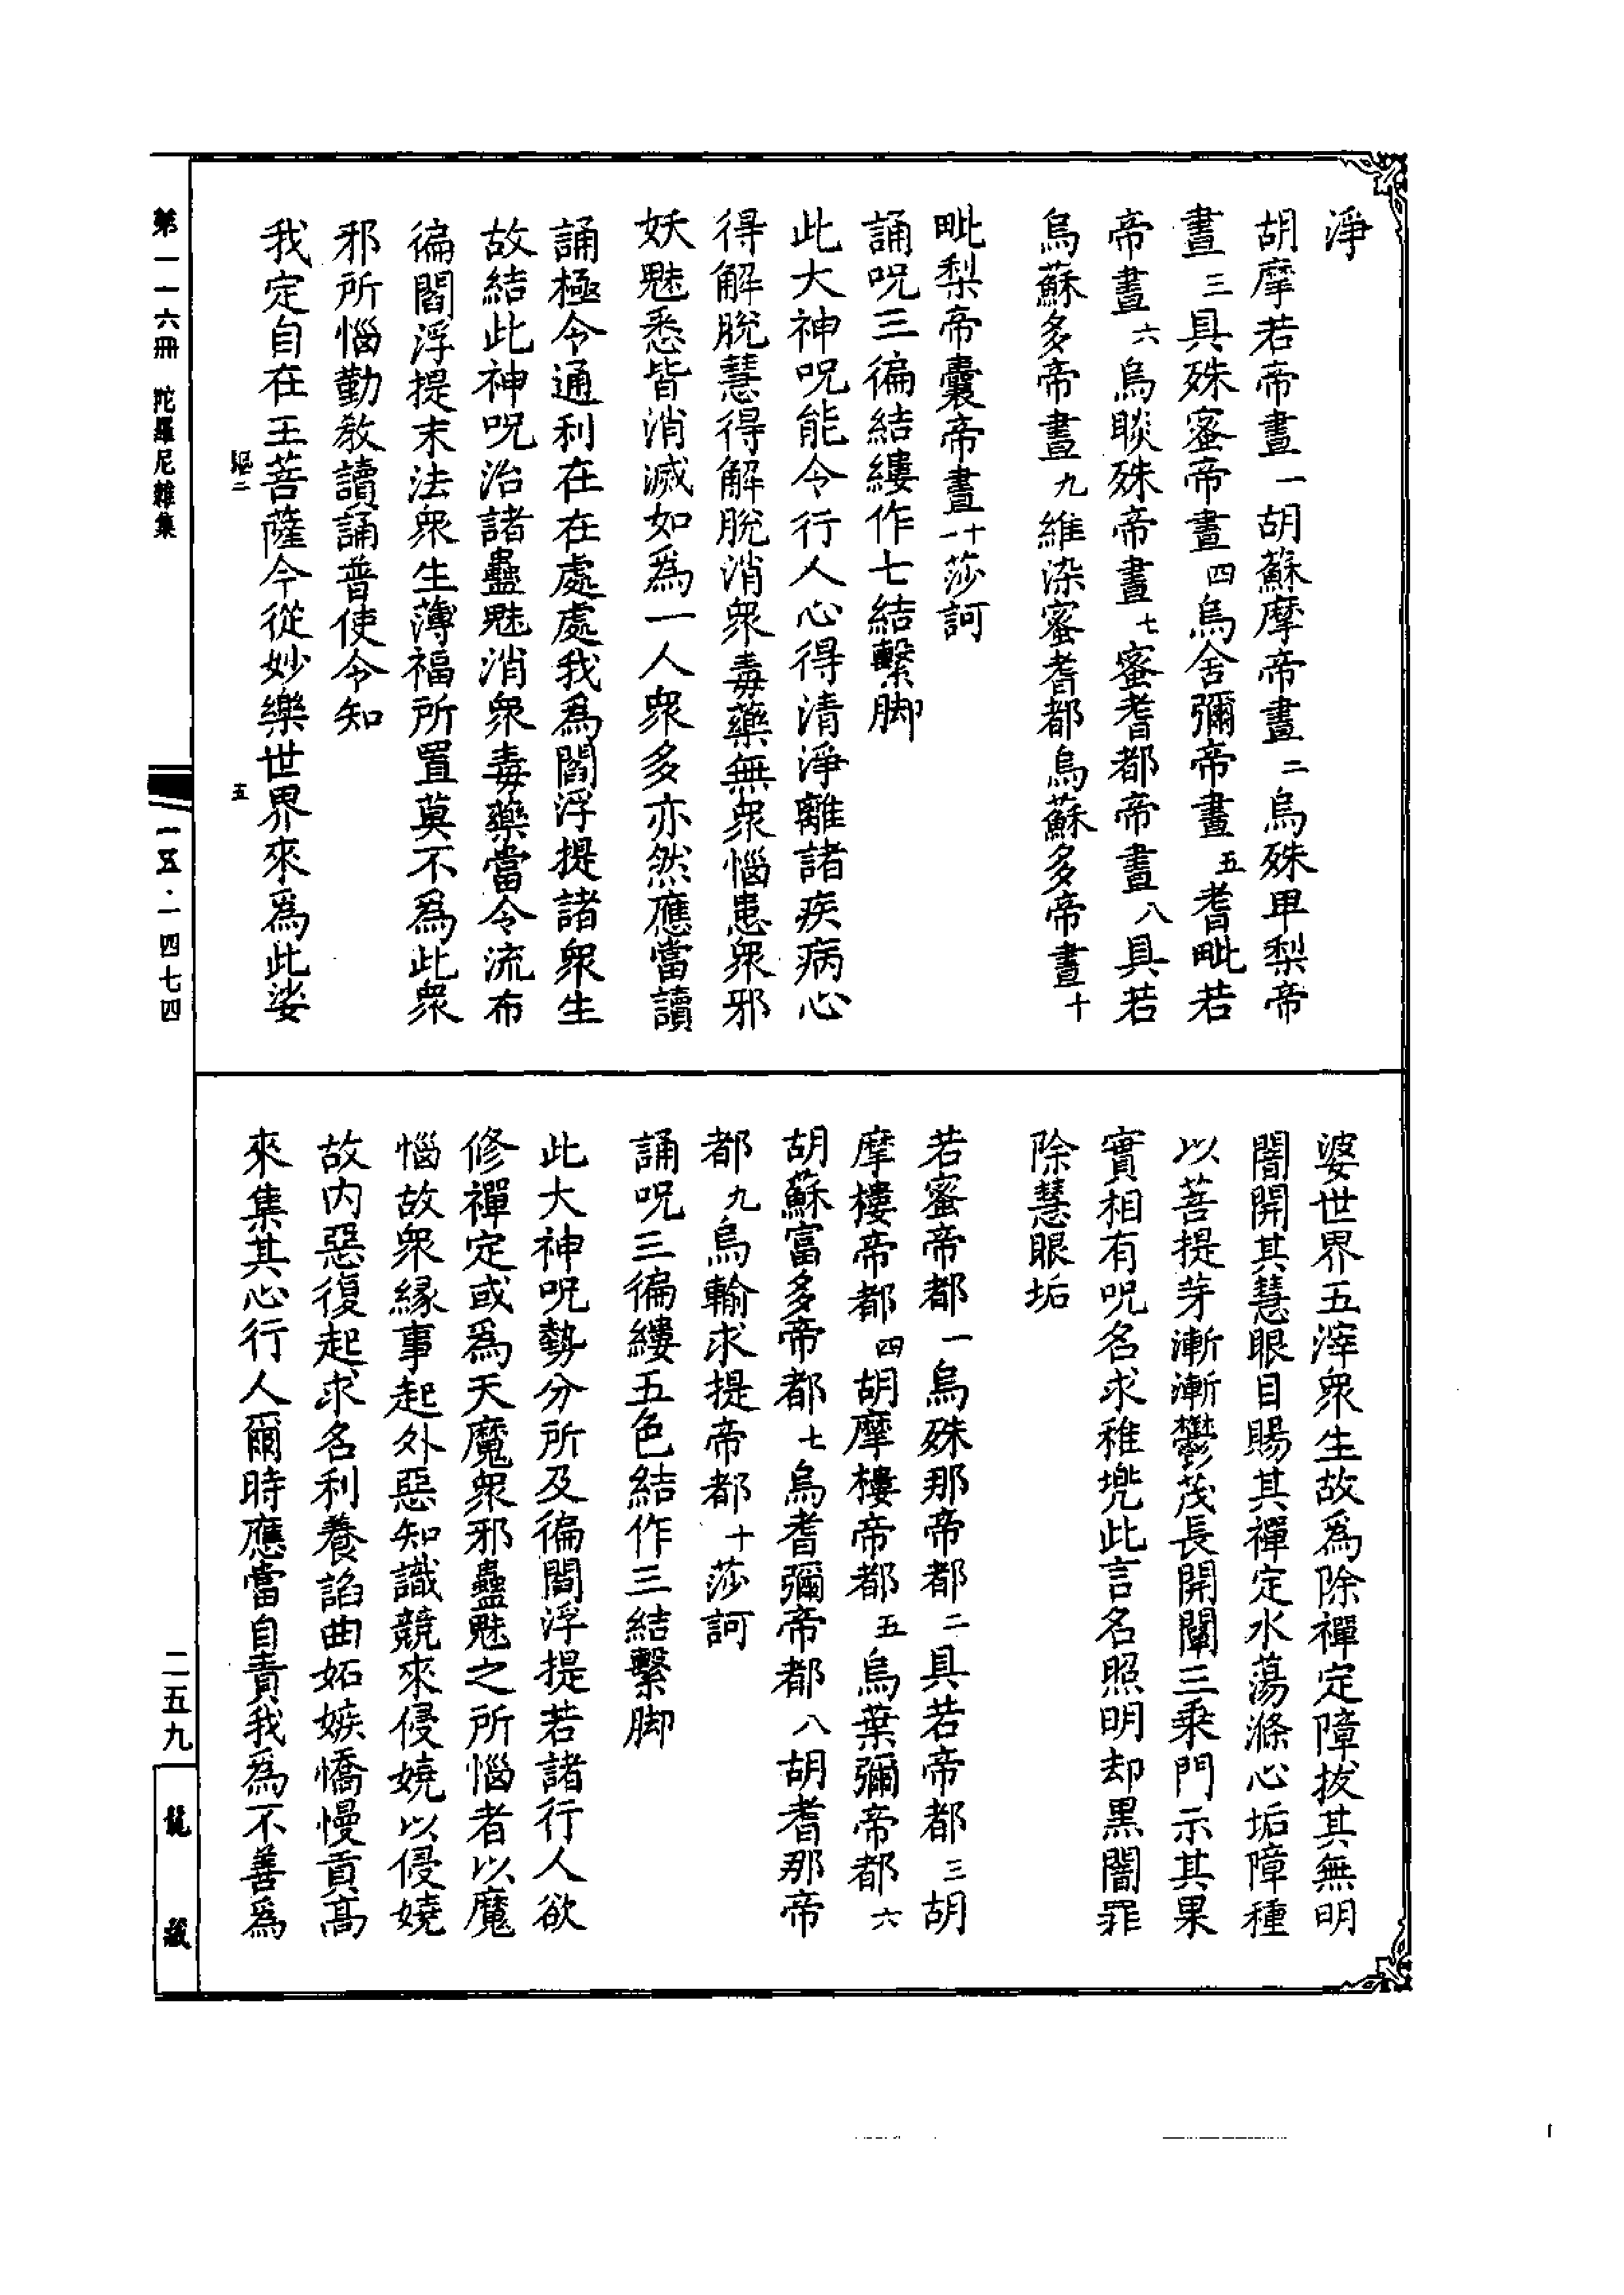 淨
胡摩若帝晝一胡蘇摩帝晝二烏殊甲梨帝
晝三具殊蜜帝晝四烏舍彌帝晝五耆毗若
帝晝六烏睒殊帝晝七蜜耆都帝晝八具若
烏蘇多帝晝九維染蜜耆都烏蘇多帝晝十
毗梨帝囊帝晝十一莎訶
誦呪三徧結縷作七結繫脚
此大神呪能令行人心得清淨離諸疾病心
得解脫慧得解脫消衆毒藥無衆惱患衆邪
妖魅悉皆消滅如爲一人衆多亦然應當讀
誦極令通利在在處處我爲閻浮提諸衆生
故結此神呪治諸蠱魅消衆毒藥當令流布
徧閻浮提末法衆生薄福所置莫不爲此衆
邪所惱勤教讀誦普使令知
我定自在王菩薩今從妙樂世界來爲此娑
驅二
五
婆世界五滓衆生故爲除禪定障拔其無明
闇開其慧眼目賜其禪定水蕩滌心垢障種
以菩提芽漸漸鬱茂長開闡三乘門示其果
實相有呪名求稚兠此言名照明却黑闇罪
除慧眼垢
若蜜帝都一烏殊那帝都二具若帝都三胡
摩樓帝都四胡摩樓帝都五烏葉彌帝都六
胡蘇富多帝都七烏耆彌帝都八胡耆那帝
都九烏輸求提帝都十莎訶
誦呪三徧縷五色結作三結繫脚
此大神呪勢分所及徧閻浮提若諸行人欲
修禪定或爲天魔衆邪蠱魅之所惱者以魔
惱故衆緣事起外惡知識競來侵嬈以侵嬈
故内惡復起求名利養諂曲妬嫉憍慢貢高
來集其心行人爾時應當自責我爲不善爲
第一一六冊 陀羅尼雜集
一五·一四七四
二五九
龍藏